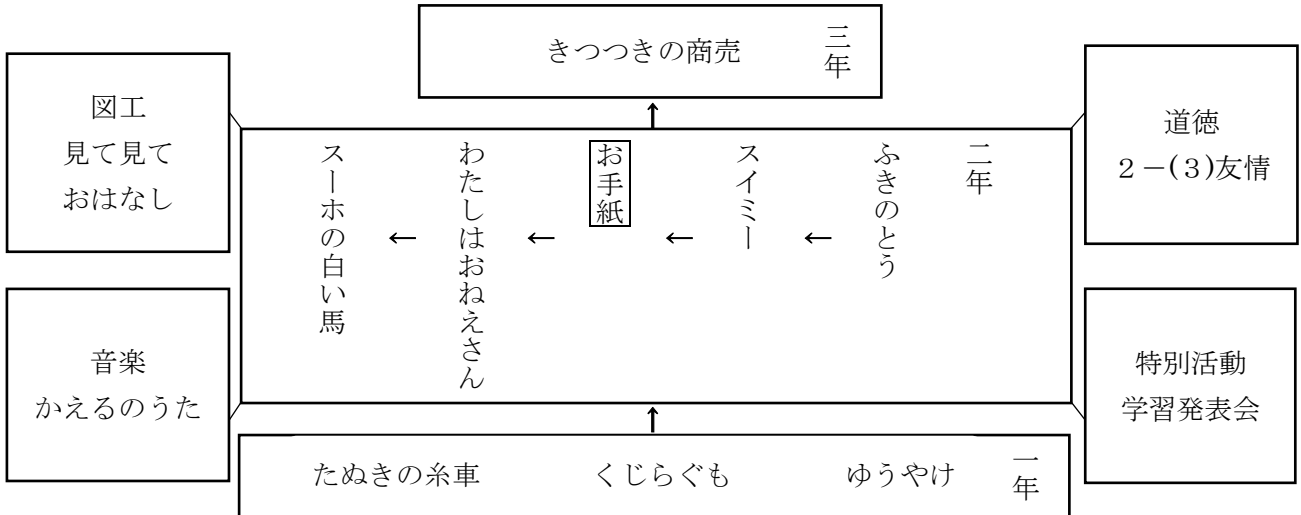 三年
きつつきの商売
図工
見て見て
おはなし
道徳
２－(３)友情
二年
ふきのとう
←
スイミー
←
お手紙
←
わたしはおねえさん
←
スーホの白い馬
音楽
かえるのうた
特別活動
学習発表会
一年
ゆうやけ
くじらぐも
たぬきの糸車